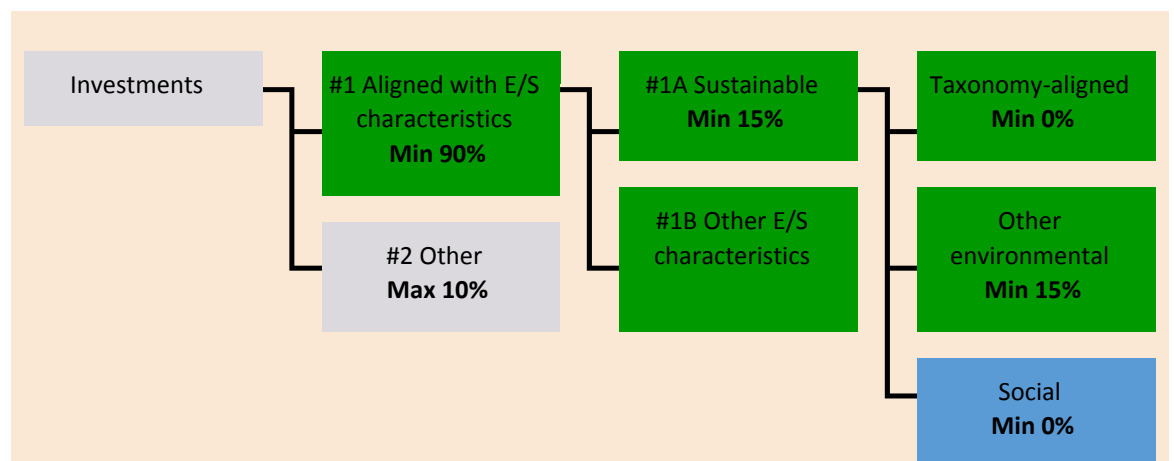 Investments
#1 Aligned with E/S
characteristics
Min 90%
#2 Other
Max 10%
#1A Sustainable
Min 15%
#1B Other E/S
characteristics
Taxonomy-aligned
Min 0%
Other
environmental
Min 15%
Social
Min 0%